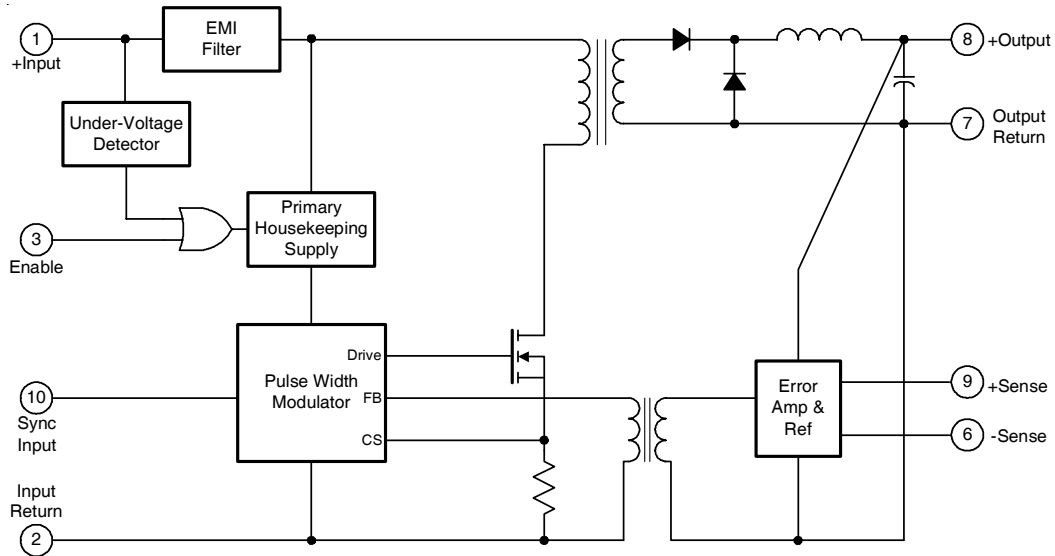 1
+Input
EMI
Filter
8
+Output
Under-Voltage
Detector
7
Output
Return
3
Enable
Primary
Housekeeping
Supply
Drive
Pulse Width
Modulator
FB
CS
10
Sync
Input
Error
Amp &
Ref
9
+Sense
6
-Sense
Input
Return
2